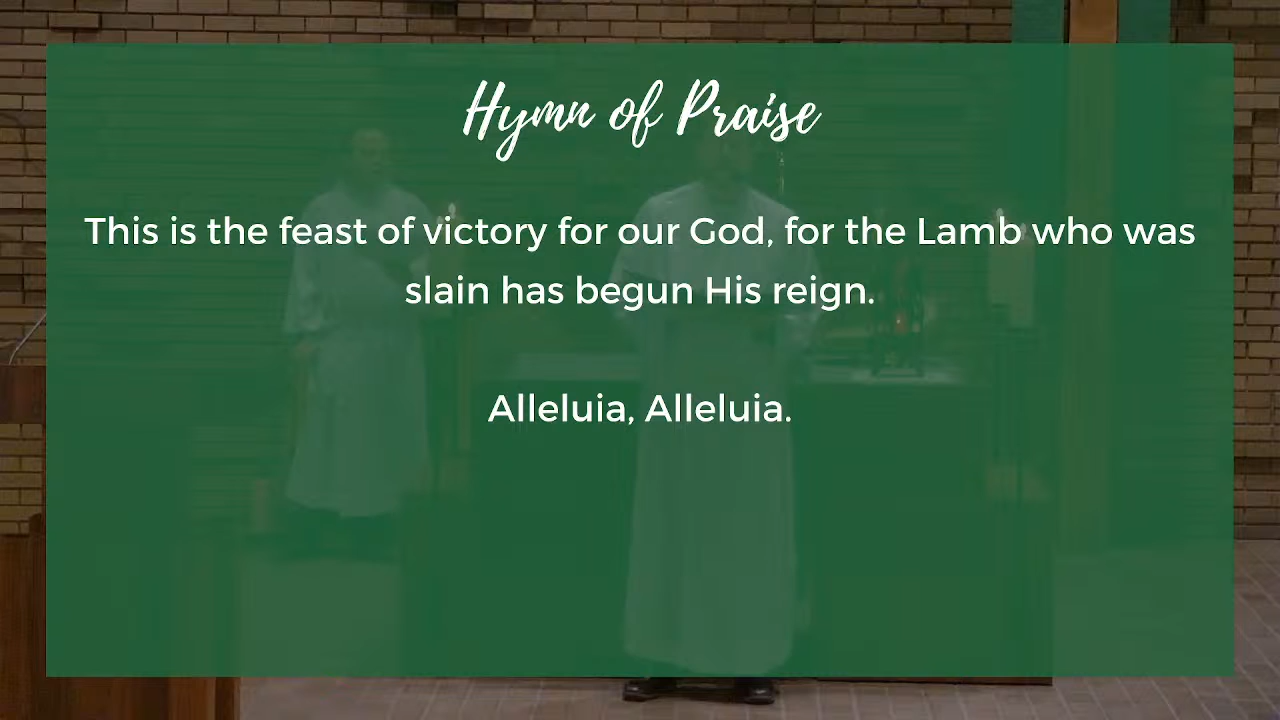 Hymn of Praise
This is the feast of victory for our God, for the Lamb who was
slain has begun His reign.
Alleluia, Alleluia.